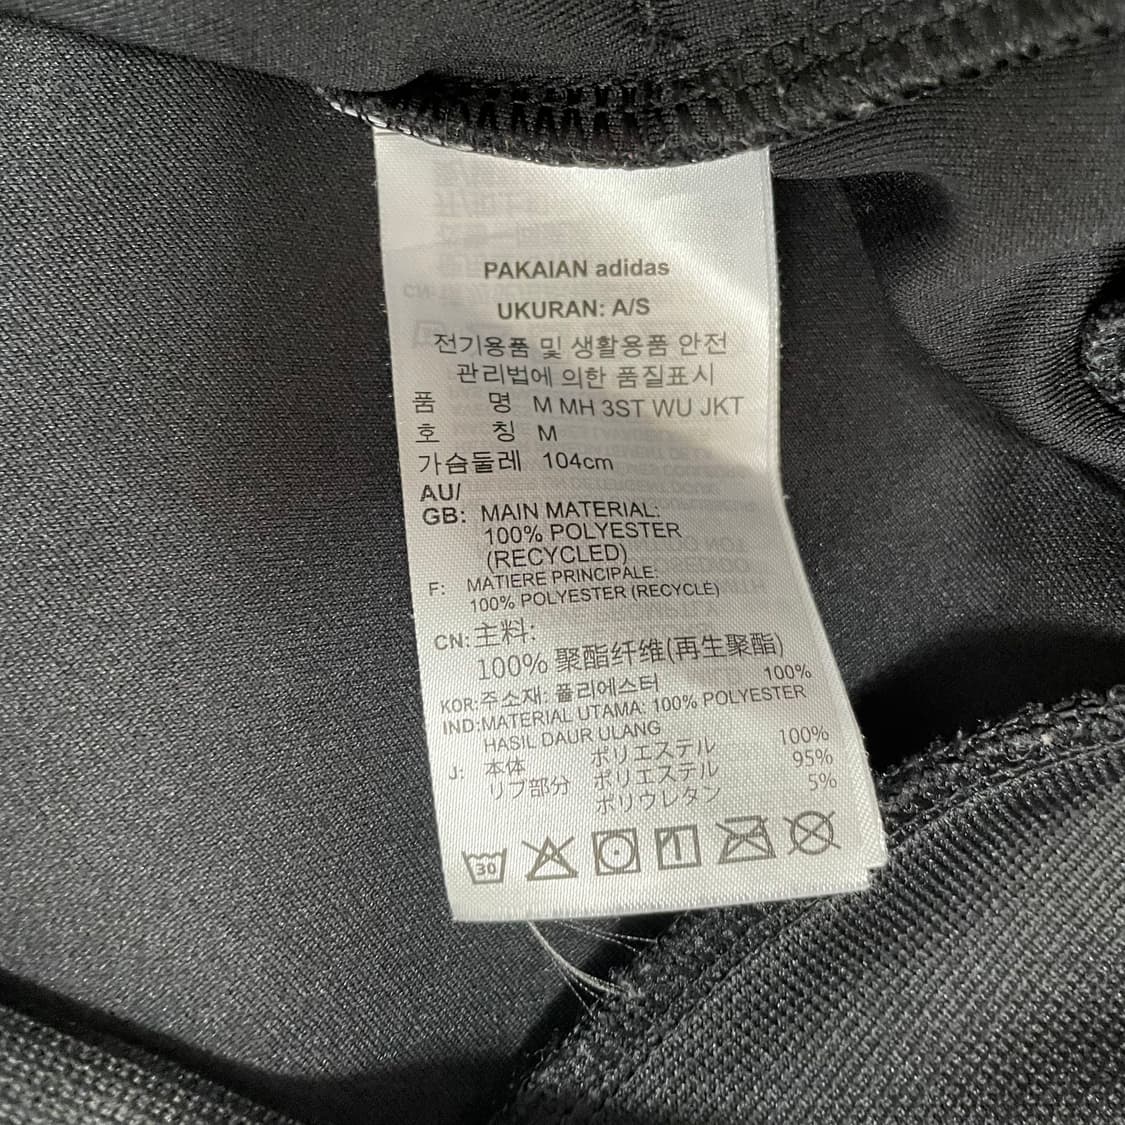 PAKAIAN adidas
UKURAN: A/S
전기용품 및 생활용품 안전
관리법에 의한 품질표시
품 명 M MH 3ST WU JKT
호 칭 M
가슴둘레 104cm
AU/
GB: MAIN MATERIAL:
100% POLYESTER
(RECYCLED)
F: MATIERE PRINCIPALE:
100% POLYESTER (RECYCLÉ)
CN: 主料:
100% 聚酯纤维(再生聚酯)
KOR: 주소재: 폴리에스터 100%
IND: MATERIAL UTAMA: 100% POLYESTER
HASIL DAUR ULANG
J: 本体 ポリエステル 100%
リブ部分 ポリエステル 95%
ポリウレタン 5%
30